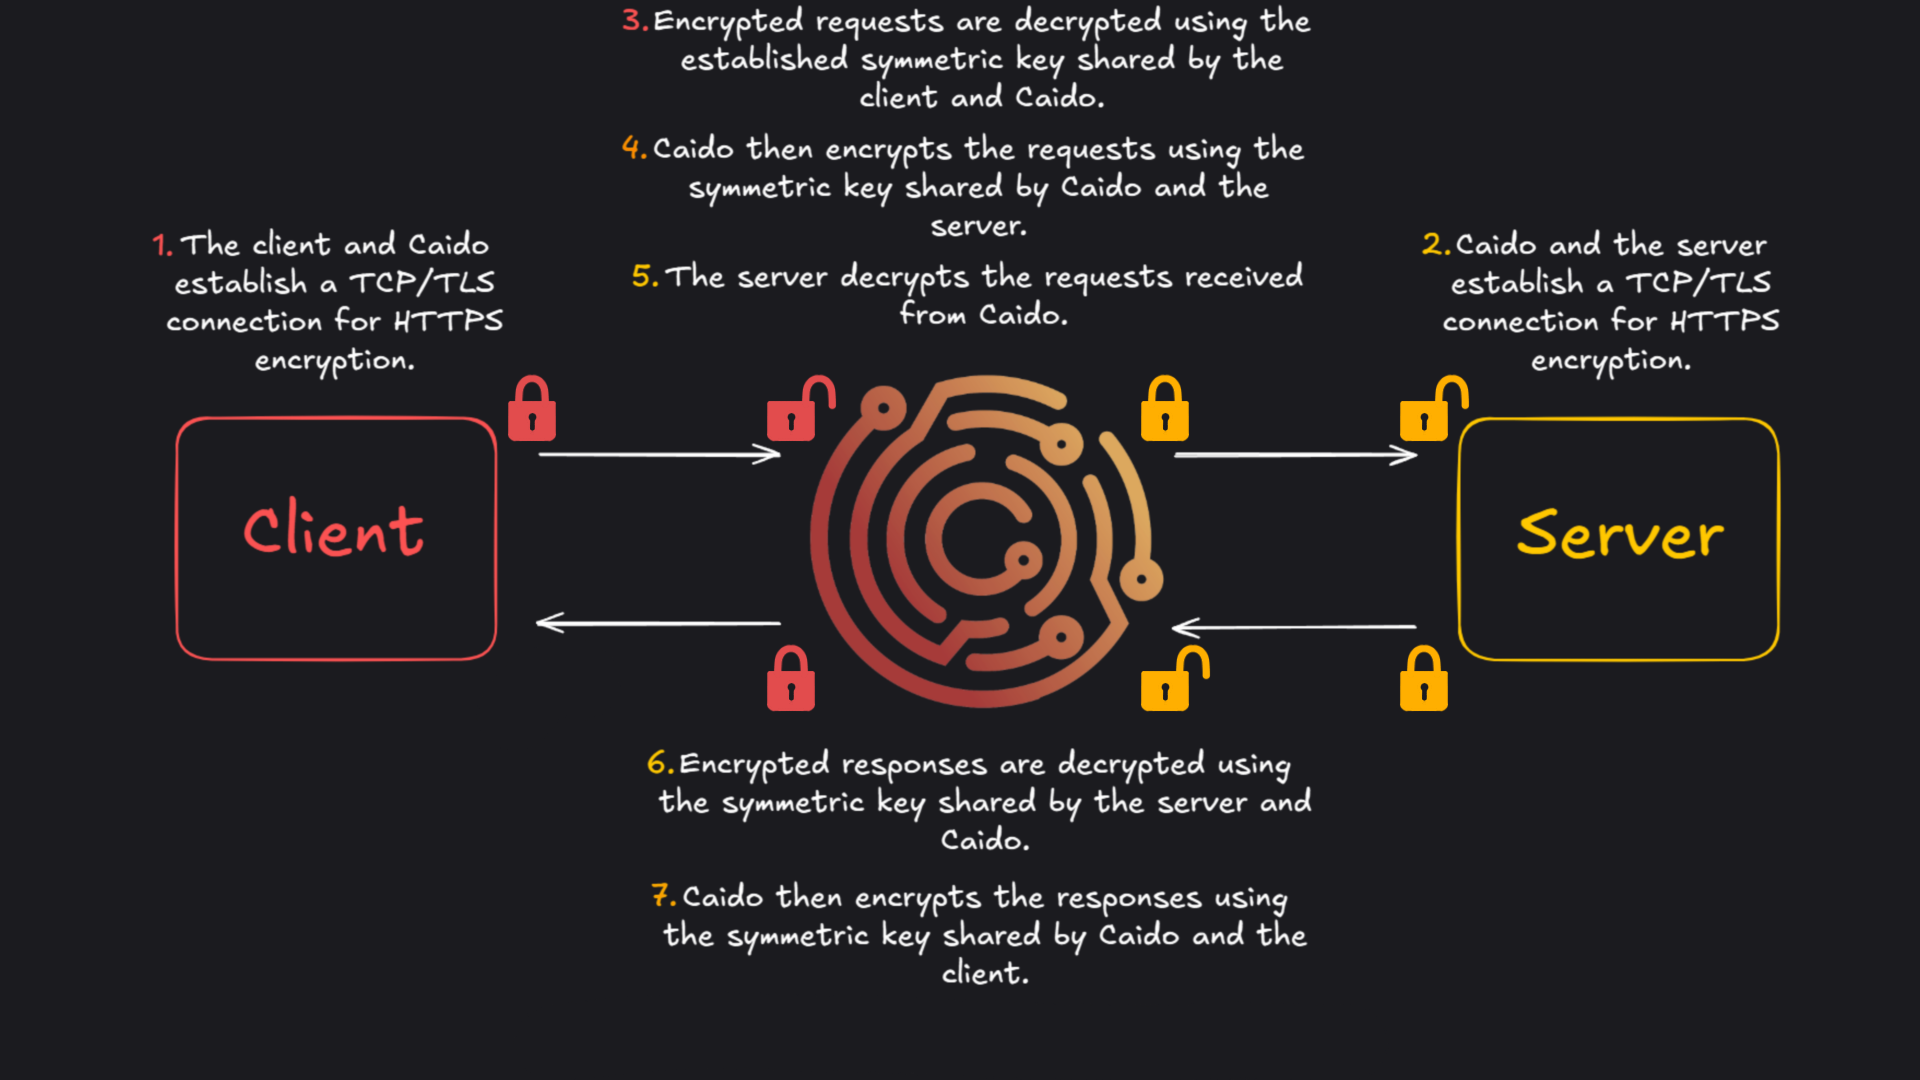 3. Encrypted requests are decrypted using the
established symmetric key shared by the
client and Caido.
4. Caido then encrypts the requests using the
symmetric key shared by Caido and the
server.
5. The server decrypts the requests received
from Caido.
1. The client and Caido
establish a TCP/TLS
connection for HTTPS
encryption.
2. Caido and the server
establish a TCP/TLS
connection for HTTPS
encryption.
Client
Server
6. Encrypted responses are decrypted using
the symmetric key shared by the server and
Caido.
7. Caido then encrypts the responses using
the symmetric key shared by Caido and the
client.